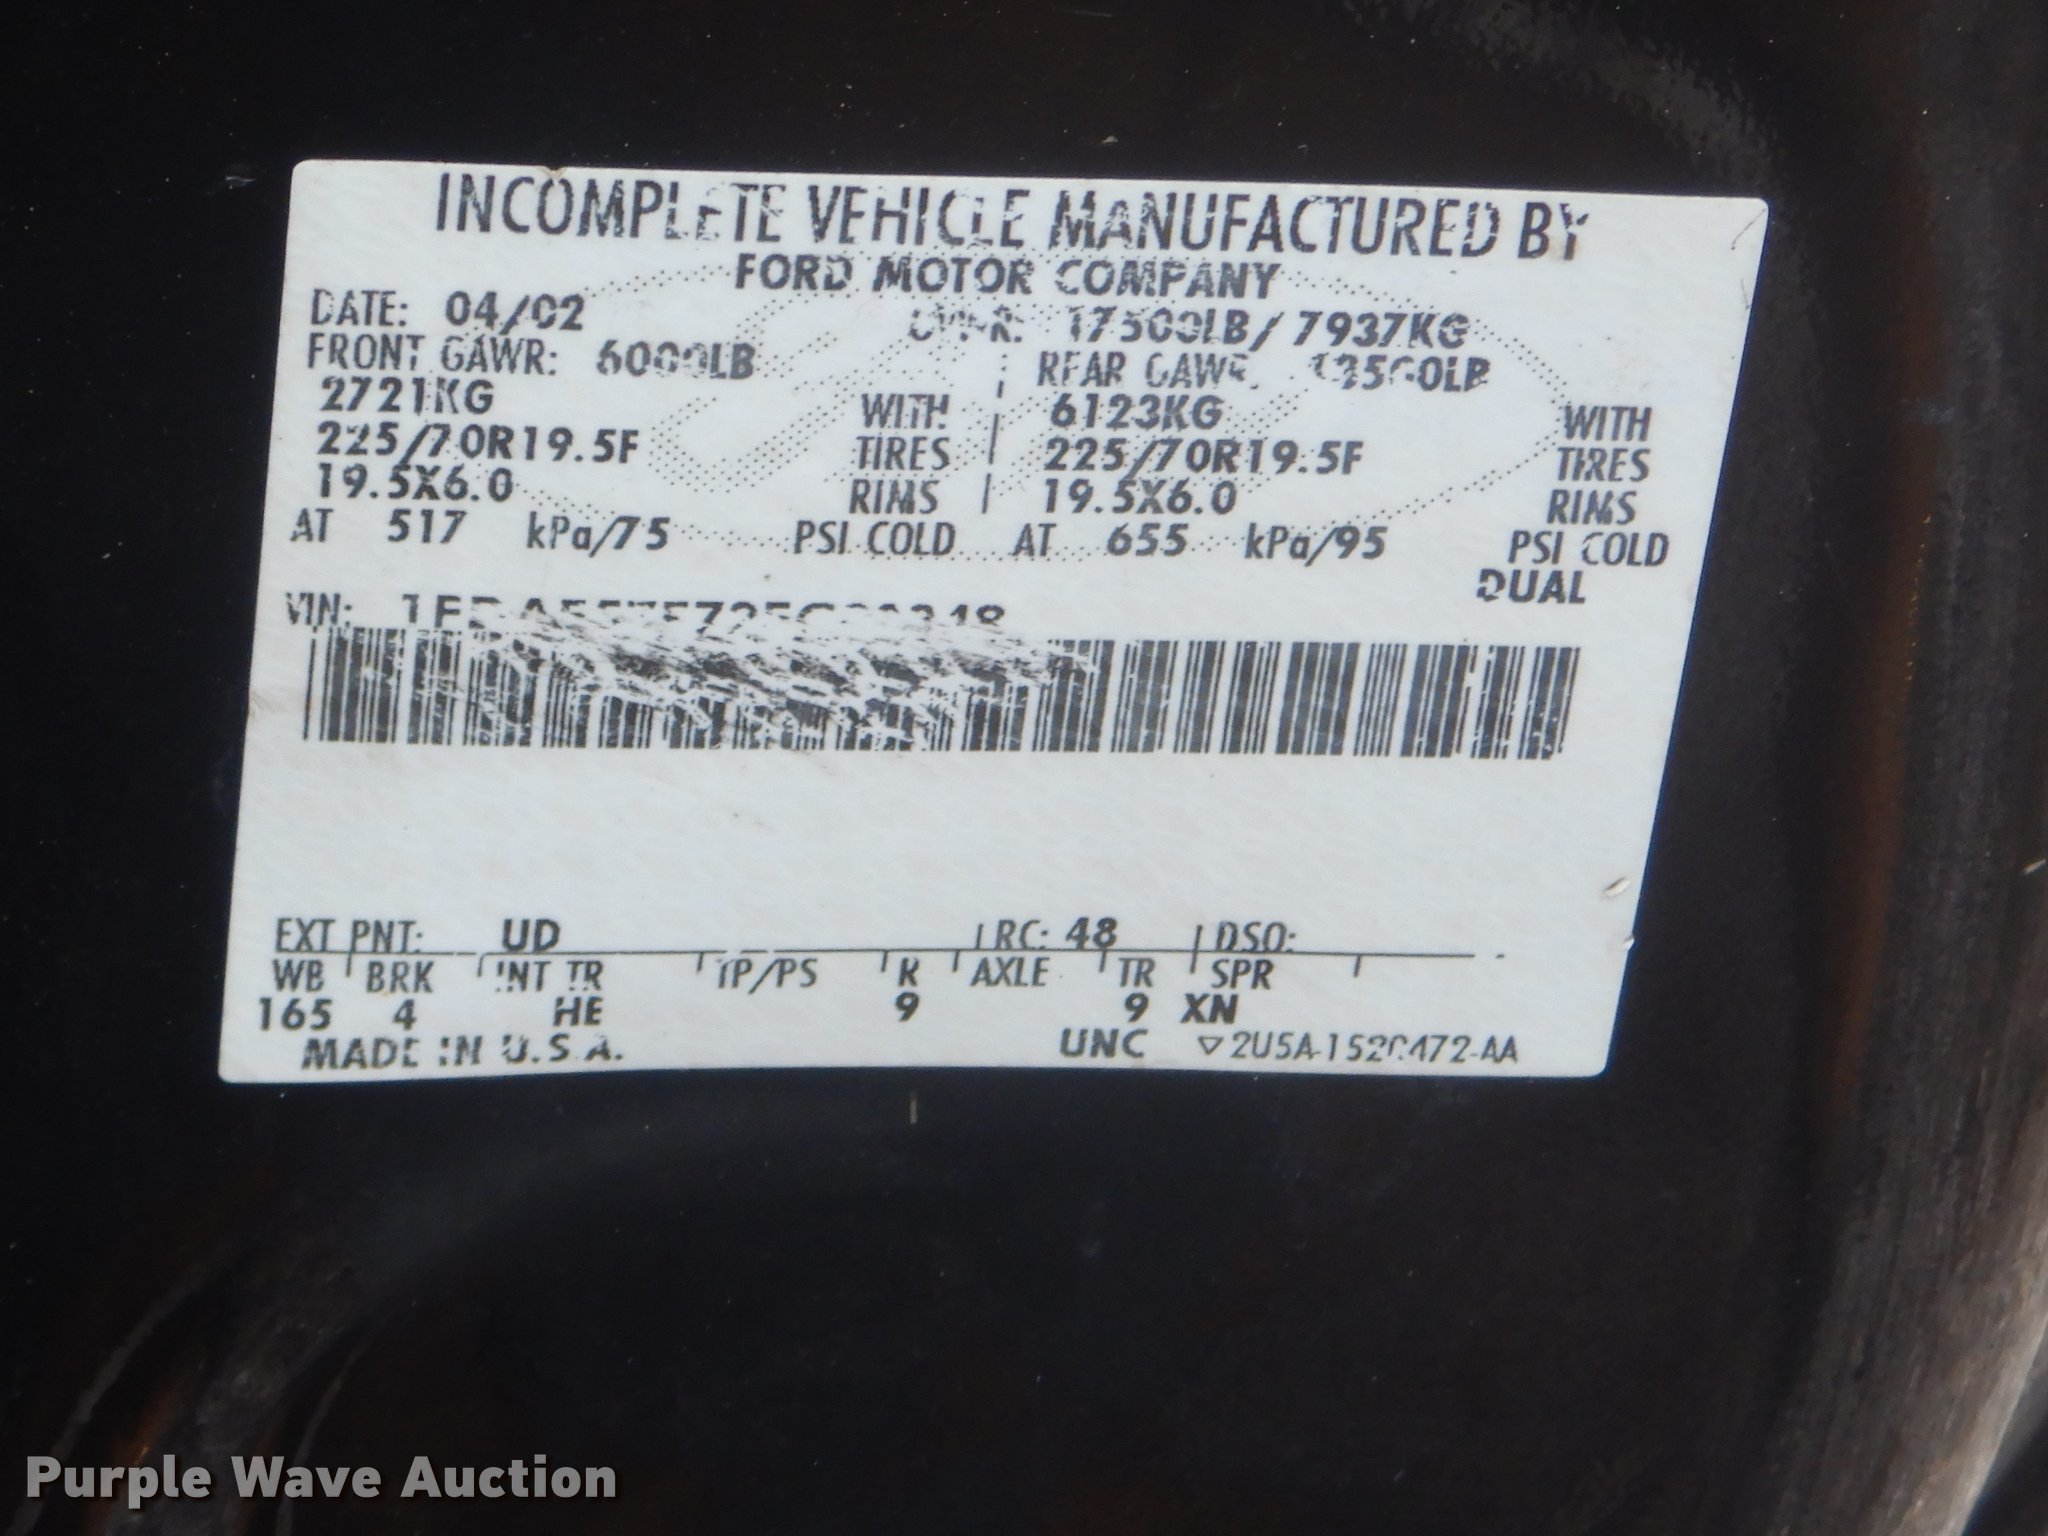 INCOMPLETE VEHICLE MANUFACTURED BY
FORD MOTOR COMPANY
DATE: 04/02 GVWR: 17500LB/ 7937KG
FRONT GAWR: 6000LB REAR GAWR: 13500LB
2721KG WITH 6123KG WITH
225/70R19.5F TIRES 225/70R19.5F TIRES
19.5X6.0 RIMS 19.5X6.0 RIMS
AT 517 kPa/75 PSI COLD AT 655 kPa/95 PSI COLD
DUAL
VIN:
EXT PNT: UD RC: 48 DSO:
WB BRK INT TR TP/PS R AXLE TR SPR
165 4 HE 9 9 XN
MADE IN U.S.A. UNC ▽2U5A-1520472-AA
Purple Wave Auction